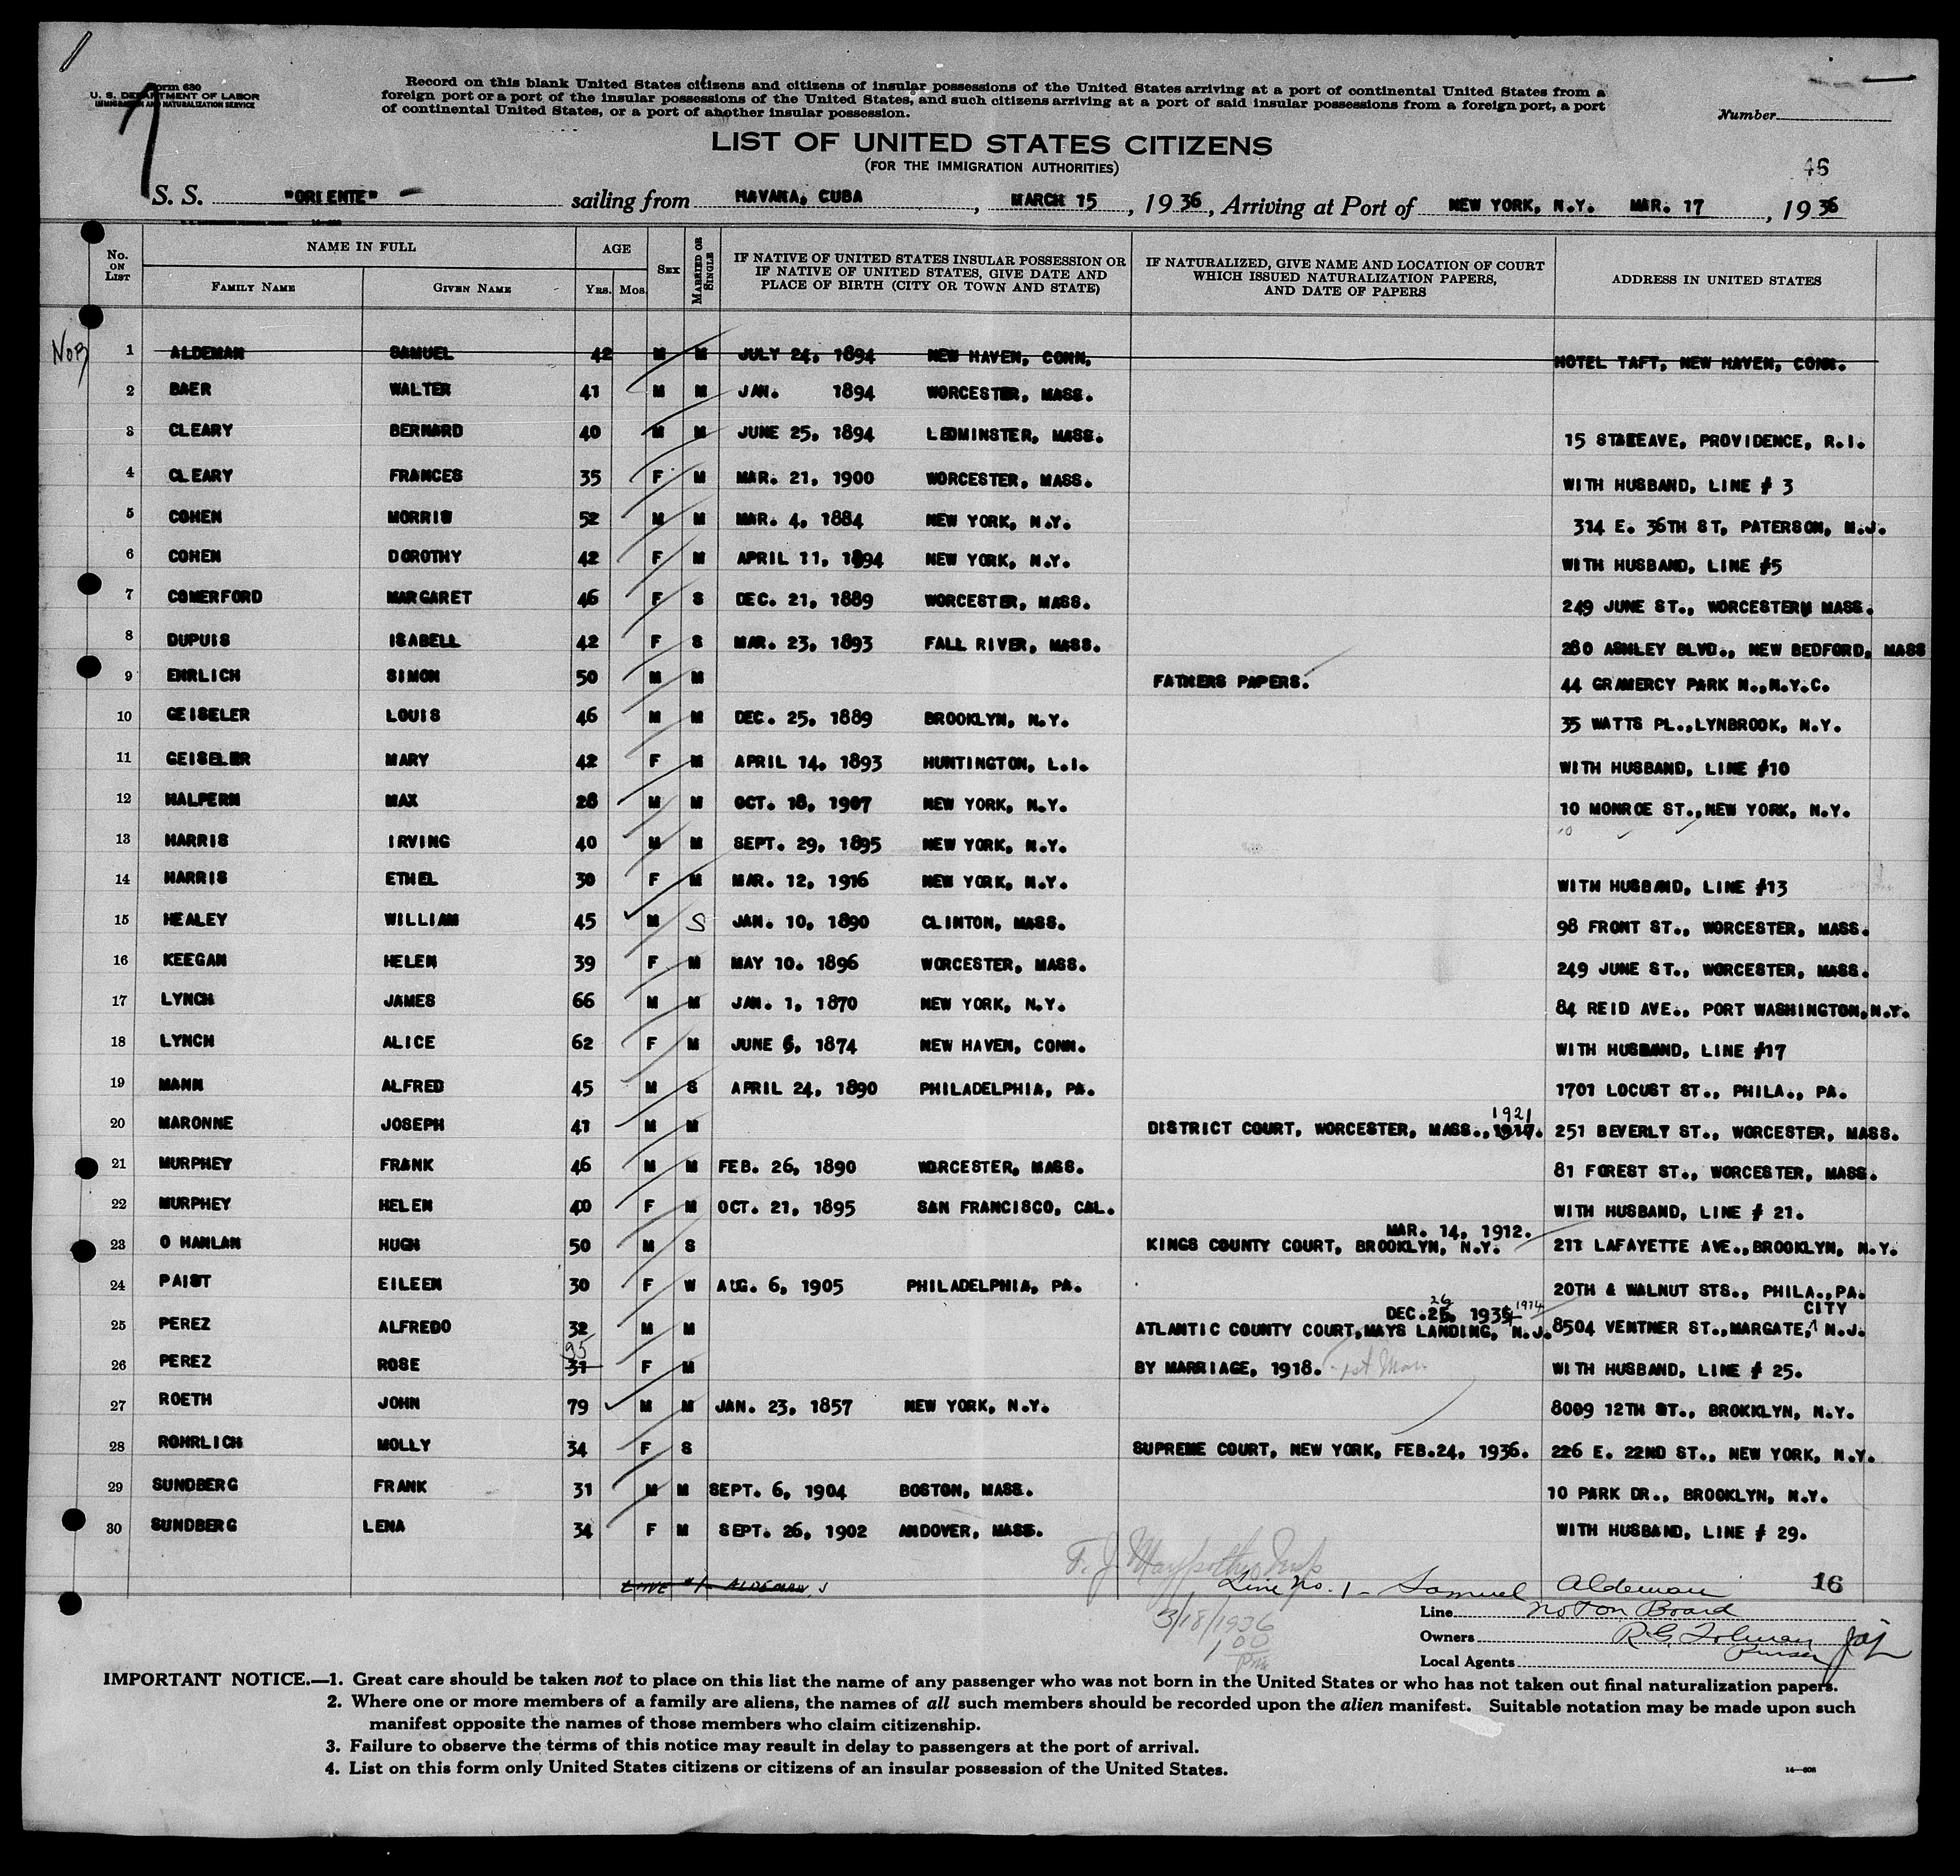 Form 630
U. S. DEPARTMENT OF LABOR
IMMIGRATION AND NATURALIZATION SERVICE
Record on this blank United States citizens and citizens of insular possessions of the United States arriving at a port of continental United States from a
foreign port or a port of the insular possessions of the United States, and such citizens arriving at a port of said insular possessions from a foreign port, a port
of continental United States, or a port of another insular possession.
Number
LIST OF UNITED STATES CITIZENS
(FOR THE IMMIGRATION AUTHORITIES)
46
S. S. "ORIENTE" sailing from HAVANA, CUBA, MARCH 15, 1936, Arriving at Port of NEW YORK, N.Y. MAR. 17, 1936
No. ON LIST NAME IN FULL AGE SEX MARRIED OR SINGLE IF NATIVE OF UNITED STATES INSULAR POSSESSION OR IF NATIVE OF UNITED STATES, GIVE DATE AND PLACE OF BIRTH (CITY OR TOWN AND STATE) IF NATURALIZED, GIVE NAME AND LOCATION OF COURT WHICH ISSUED NATURALIZATION PAPERS, AND DATE OF PAPERS ADDRESS IN UNITED STATES
FAMILY NAME GIVEN NAME YRS. MOS.
NOB 1 ALDEMAN SAMUEL 42 M M JULY 24, 1894 NEW HAVEN, CONN. HOTEL TAFT, NEW HAVEN, CONN.
2 BAER WALTER 41 M M JAN. 1894 WORCESTER, MASS.
3 CLEARY BERNARD 40 M M JUNE 25, 1894 LEOMINSTER, MASS. 15 AVE, PROVIDENCE, R.I.
4 CLEARY FRANCES 35 F M MAR. 21, 1900 WORCESTER, MASS. WITH HUSBAND, LINE # 3
5 COHEN MORRIS 52 M M MAR. 4, 1884 NEW YORK, N.Y. 314 E. 36TH ST, PATERSON, N.J.
6 COHEN DOROTHY 42 F M APRIL 11, 1894 NEW YORK, N.Y. WITH HUSBAND, LINE #5
7 COMERFORD MARGARET 46 F S DEC. 21, 1889 WORCESTER, MASS. 249 JUNE ST., WORCESTER, MASS.
8 DUPUIS ISABELL 42 F S MAR. 23, 1893 FALL RIVER, MASS. 280 ASHLEY BLVD., NEW BEDFORD, MASS
9 EHRLICH SIMON 50 M M FATHERS PAPERS. 44 GRAMERCY PARK N.,N.Y.C.
10 GEISELER LOUIS 46 M M DEC. 25, 1889 BROOKLYN, N.Y. 35 WATTS PL.,LYNBROOK, N.Y.
11 GEISELER MARY 42 F M APRIL 14. 1893 HUNTINGTON, L.I. WITH HUSBAND, LINE #10
12 HALPERN MAX 28 M M OCT. 18, 1907 NEW YORK, N.Y. 10 MONROE ST.,NEW YORK, N.Y.
13 HARRIS IRVING 40 M M SEPT. 29, 1895 NEW YORK, N.Y.
14 HARRIS ETHEL 30 F M MAR. 12, 1916 NEW YORK, N.Y. WITH HUSBAND, LINE #13
15 HEALEY WILLIAM 45 M S JAN. 10, 1890 CLINTON, MASS. 98 FRONT ST., WORCESTER, MASS.
16 KEEGAN HELEN 39 F M MAY 10. 1896 WORCESTER, MASS. 249 JUNE ST., WORCESTER, MASS.
17 LYNCH JAMES 66 M M JAN. 1, 1870 NEW YORK, N.Y. 84 REID AVE., PORT WASHINGTON,N.Y.
18 LYNCH ALICE 62 F M JUNE 6, 1874 NEW HAVEN, CONN. WITH HUSBAND, LINE #17
19 MANN ALFRED 45 M S APRIL 24, 1890 PHILADELPHIA, PA. 1701 LOCUST ST., PHILA., PA.
20 MARONNE JOSEPH 41 M M DISTRICT COURT, WORCESTER, MASS., 1921 251 BEVERLY ST., WORCESTER, MASS.
21 MURPHEY FRANK 46 M M FEB. 26, 1890 WORCESTER, MASS. 81 FOREST ST., WORCESTER, MASS.
22 MURPHEY HELEN 40 F M OCT. 21, 1895 SAN FRANCISCO, CAL. WITH HUSBAND, LINE # 21.
MAR. 14, 1912.
23 O HANLAN HUGH 50 M S KINGS COUNTY COURT, BROOKLYN, N.Y. 211 LAFAYETTE AVE.,BROOKLYN, N.Y.
24 PAIST EILEEN 30 F W AUG. 6, 1905 PHILADELPHIA, PA. 20TH & WALNUT STS., PHILA.,PA.
26 DEC. 1914 CITY
25 PEREZ ALFREDO 32 M M ATLANTIC COUNTY COURT,MAYS LANDING, N.J. 8504 VENTNER ST.,MARGATE, N.J.
35
26 PEREZ ROSE 31 F M BY MARRIAGE, 1918. 1st Mar. WITH HUSBAND, LINE # 25.
27 ROETH JOHN 79 M M JAN. 23, 1857 NEW YORK, N.Y. 8009 12TH ST., BROKKLYN, N.Y.
28 ROHRLICH MOLLY 34 F S SUPREME COURT, NEW YORK, FEB.24, 1936. 226 E. 22ND ST., NEW YORK, N.Y.
29 SUNDBERG FRANK 31 M M SEPT. 6, 1904 BOSTON, MASS. 10 PARK DR., BROOKLYN, N.Y.
30 SUNDBERG LENA 34 F M SEPT. 26, 1902 ANDOVER, MASS. WITH HUSBAND, LINE # 29.
LINE #1 ALDEMAN S
Line No. 1 - Samuel Aldeman 16
3/18/1936
1 00 pm
Line not on Board
Owners R.G. Tolman
Purser
Local Agents
IMPORTANT NOTICE.—1. Great care should be taken not to place on this list the name of any passenger who was not born in the United States or who has not taken out final naturalization papers.
2. Where one or more members of a family are aliens, the names of all such members should be recorded upon the alien manifest. Suitable notation may be made upon such
manifest opposite the names of those members who claim citizenship.
3. Failure to observe the terms of this notice may result in delay to passengers at the port of arrival.
4. List on this form only United States citizens or citizens of an insular possession of the United States.
14—608